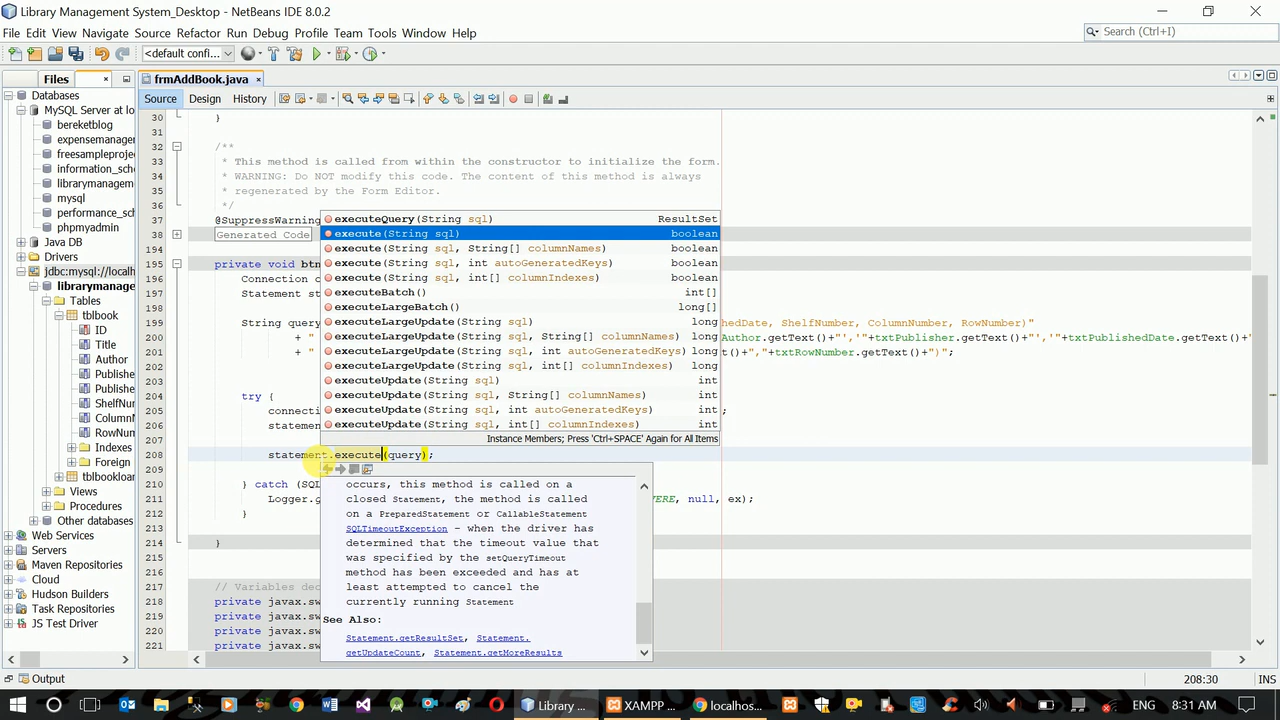 Library Management System_Desktop - NetBeans IDE 8.0.2
File Edit View Navigate Source Refactor Run Debug Profile Team Tools Window Help
Search (Ctrl+I)
<default confi...
Files
frmAddBook.java
Source Design History
Databases
MySQL Server at lo
bereketblog
expensemanage
freesampleproje
information_sche
librarymanagem
mysql
performance_sch
phpmyadmin
Java DB
Drivers
jdbc:mysql://localh
librarymanage
Tables
tblbook
ID
Title
Author
Publishe
Publishe
ShelfNum
ColumnN
RowNum
Indexes
Foreign
tblbookloan
Views
Procedures
Other databases
Web Services
Servers
Maven Repositories
Cloud
Hudson Builders
Task Repositories
JS Test Driver
30 }
31
32 /**
33 * This method is called from within the constructor to initialize the form.
34 * WARNING: Do NOT modify this code. The content of this method is always
35 * regenerated by the Form Editor.
36 */
37 @SuppressWarning
38 Generated Code
194
195 private void btn
196 Connection c
197 Statement st
198
199 String query hedDate, ShelfNumber, ColumnNumber, RowNumber)"
200 + " Author.getText()+"','"+txtPublisher.getText()+"','"+txtPublishedDate.getText()+"
201 + " t()+","+txtRowNumber.getText()+")";
202
203
204 try {
205 connecti ;
206 statemen
207
208 statement.execute(query);
209
210 } catch (SQL
211 Logger.g ERE, null, ex);
212 }
213
214 }
215
216
217 // Variables dec
218 private javax.sw
219 private javax.sw
220 private javax.sw
221 private javax.sw
executeQuery(String sql) ResultSet
execute(String sql) boolean
execute(String sql, String[] columnNames) boolean
execute(String sql, int autoGeneratedKeys) boolean
execute(String sql, int[] columnIndexes) boolean
executeBatch() int[]
executeLargeBatch() long[]
executeLargeUpdate(String sql) long
executeLargeUpdate(String sql, String[] columnNames) long
executeLargeUpdate(String sql, int autoGeneratedKeys) long
executeLargeUpdate(String sql, int[] columnIndexes) long
executeUpdate(String sql) int
executeUpdate(String sql, String[] columnNames) int
executeUpdate(String sql, int autoGeneratedKeys) int
executeUpdate(String sql, int[] columnIndexes) int
Instance Members; Press 'Ctrl+SPACE' Again for All Items
occurs, this method is called on a
closed Statement, the method is called
on a PreparedStatement or CallableStatement
SQLTimeoutException - when the driver has
determined that the timeout value that
was specified by the setQueryTimeout
method has been exceeded and has at
least attempted to cancel the
currently running Statement
See Also:
Statement.getResultSet, Statement.
getUpdateCount, Statement.getMoreResults
Output
208:30 INS
Library ...
XAMPP ...
localhos...
ENG 8:31 AM